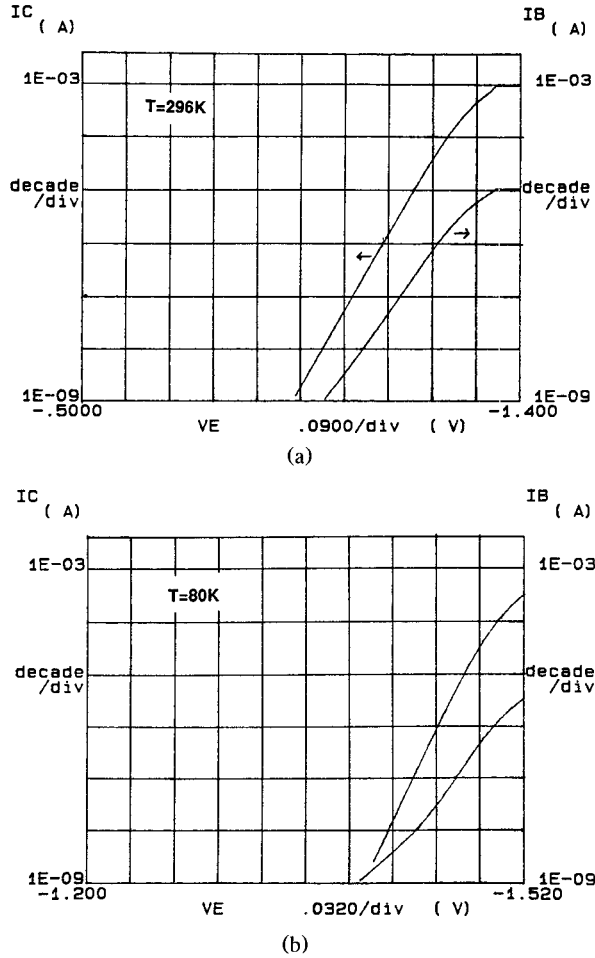 IC ( A)
IB ( A)
1E-03
1E-03
T=296K
decade /div
decade /div
←
→
1E-09
1E-09
-.5000
-1.400
VE .0900/div ( V)
(a)
IC ( A)
IB ( A)
1E-03
1E-03
T=80K
decade /div
decade /div
1E-09
1E-09
-1.200
-1.520
VE .0320/div ( V)
(b)